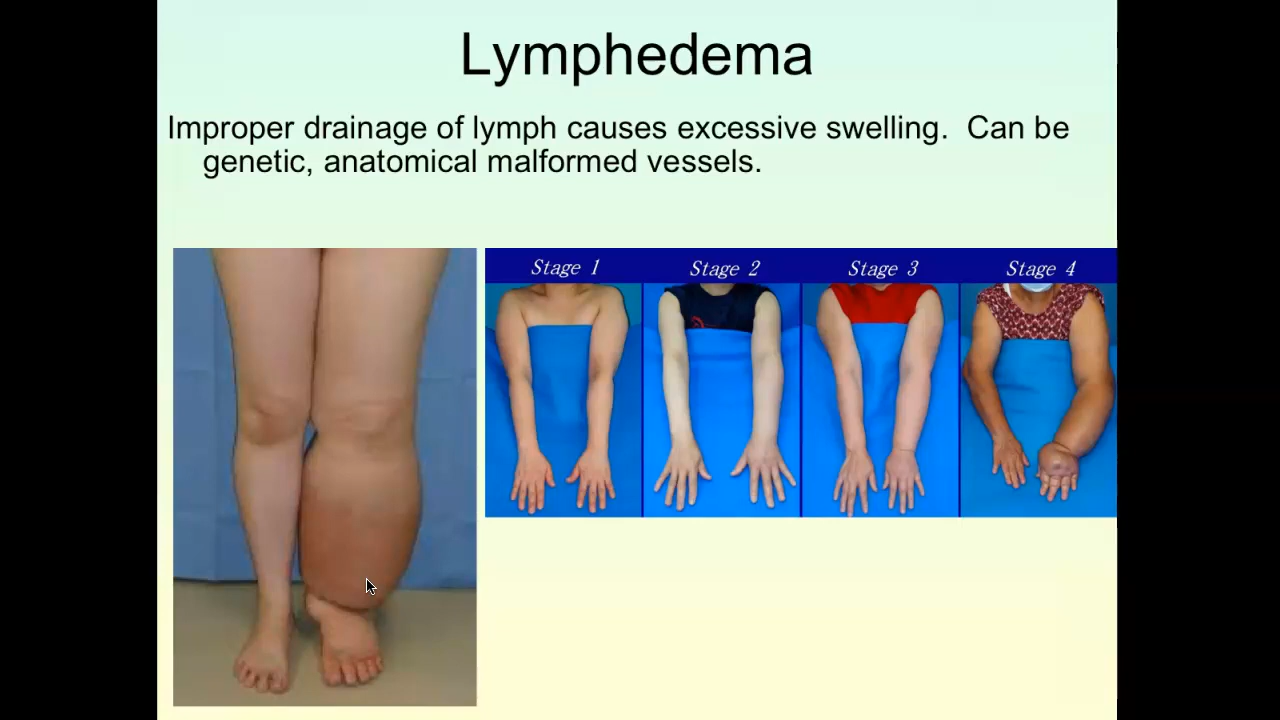 Lymphedema
Improper drainage of lymph causes excessive swelling.  Can be
genetic, anatomical malformed vessels.
Stage 1
Stage 2
Stage 3
Stage 4